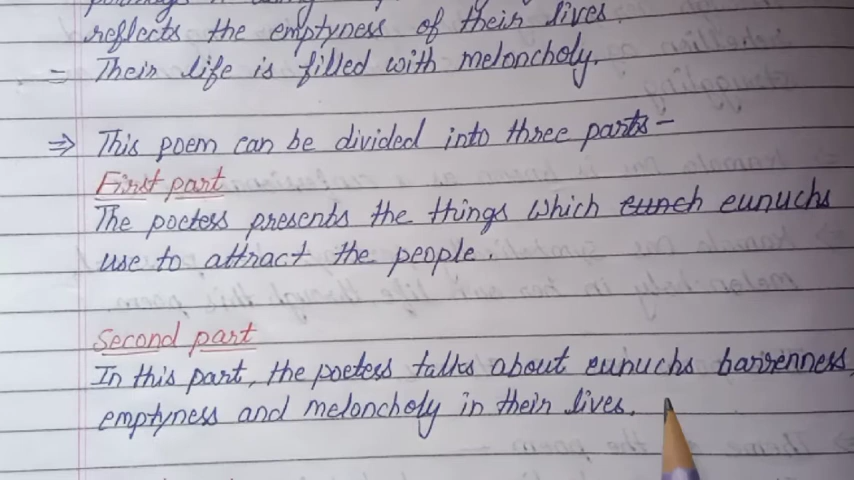 reflects the emptyness of their lives.
= Their life is filled with meloncholy.
⇒ This poem can be divided into three parts-
First part
The poetess presents the things which eunch eunuchs
use to attract the people.
Second part
In this part, the poetess talks about eunuchs barrenness,
emptyness and meloncholy in their lives.